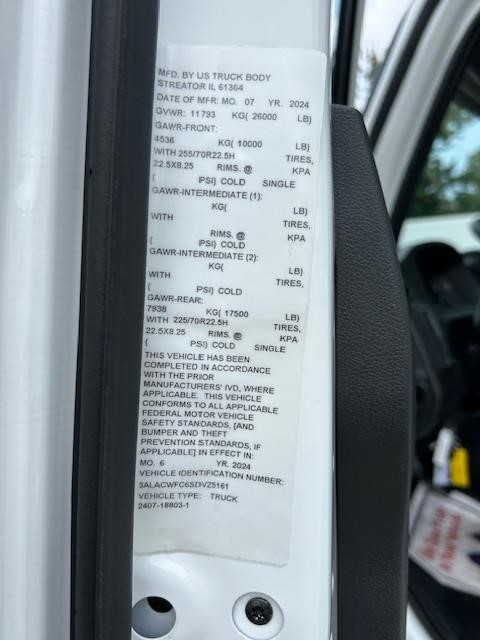 MFD. BY US TRUCK BODY
STREATOR IL 61364
DATE OF MFR: MO. 07 YR. 2024
GVWR: 11793 KG( 26000 LB)
GAWR-FRONT:
4536 KG( 10000 LB)
WITH 255/70R22.5H TIRES,
22.5X8.25 RIMS. @ KPA
( PSI) COLD SINGLE
GAWR-INTERMEDIATE (1):
KG( LB)
WITH TIRES,
RIMS. @ KPA
( PSI) COLD
GAWR-INTERMEDIATE (2):
KG( LB)
WITH TIRES,
( PSI) COLD
GAWR-REAR:
7938 KG( 17500 LB)
WITH 225/70R22.5H TIRES,
22.5X8.25 RIMS. @ KPA
( PSI) COLD SINGLE
THIS VEHICLE HAS BEEN
COMPLETED IN ACCORDANCE
WITH THE PRIOR
MANUFACTURERS' IVD, WHERE
APPLICABLE. THIS VEHICLE
CONFORMS TO ALL APPLICABLE
FEDERAL MOTOR VEHICLE
SAFETY STANDARDS, [AND
BUMPER AND THEFT
PREVENTION STANDARDS, IF
APPLICABLE] IN EFFECT IN:
MO. 6 YR. 2024
VEHICLE IDENTIFICATION NUMBER:
3ALACWFC6SDVZ5161
VEHICLE TYPE: TRUCK
2407-18803-1